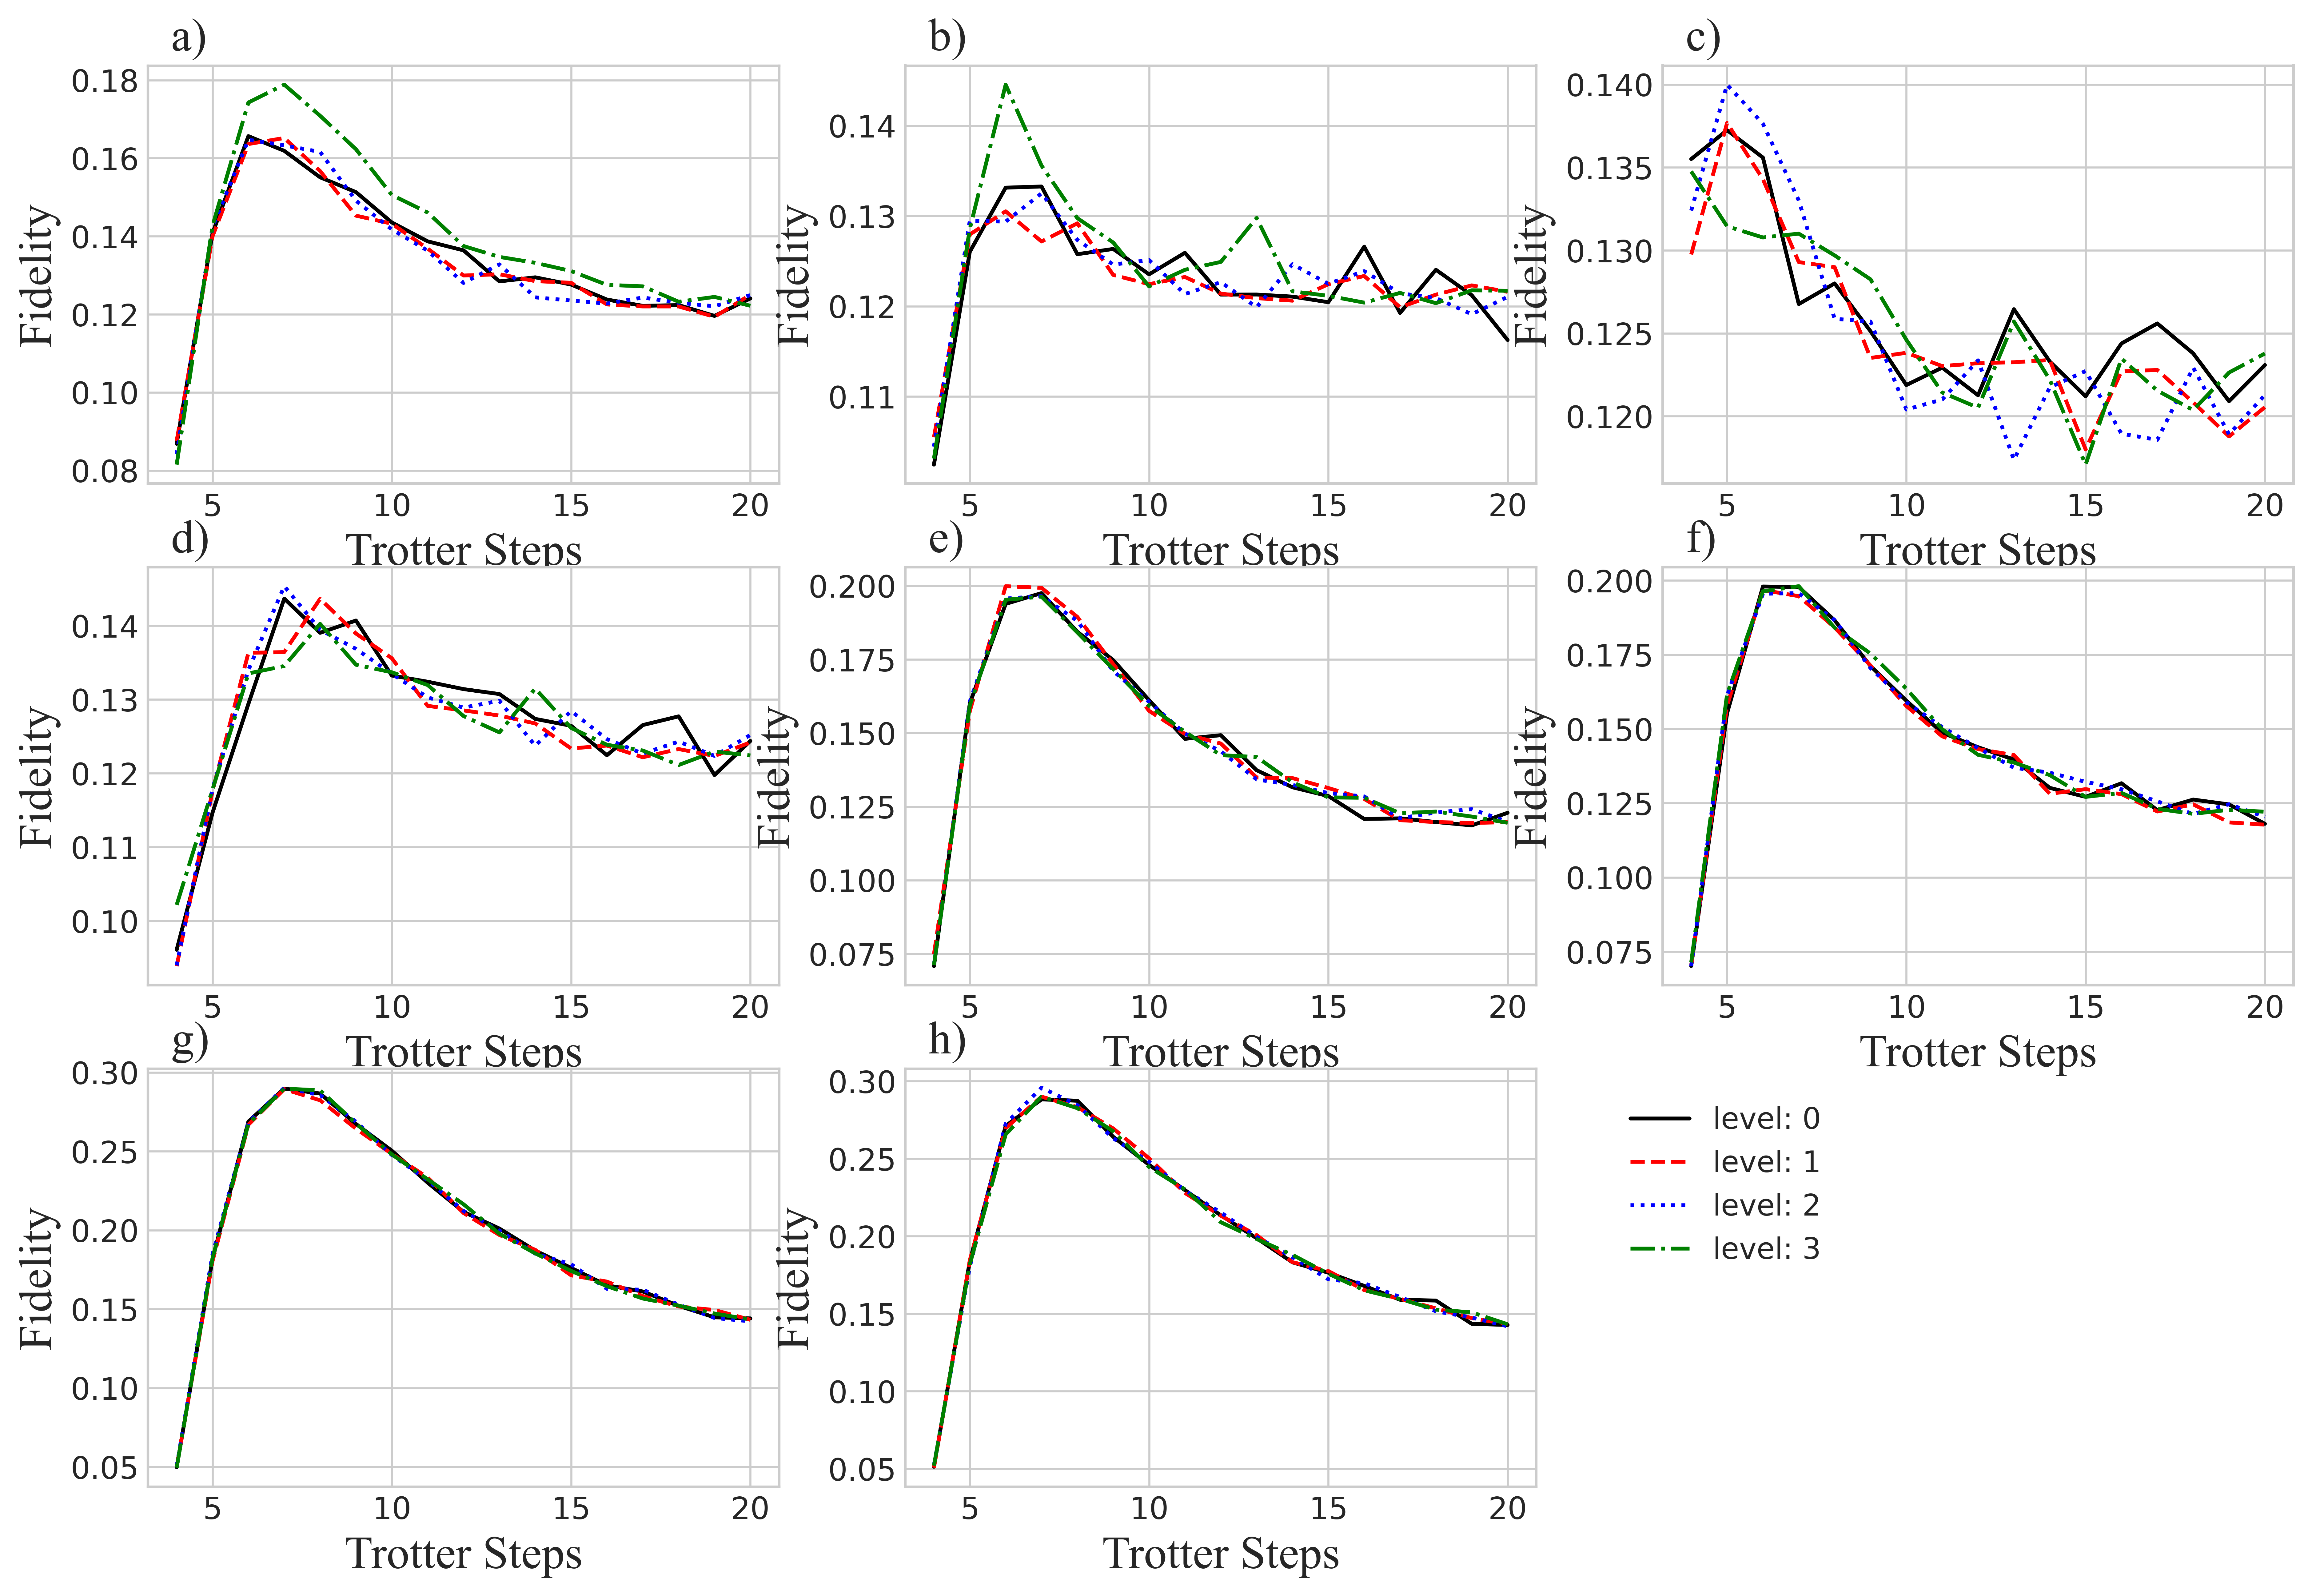 a)
0.18
0.16
0.14
0.12
0.10
0.08
Fidelity
5 10 15 20
Trotter Steps
b)
0.14
0.13
0.12
0.11
Fidelity
5 10 15 20
Trotter Steps
c)
0.140
0.135
0.130
0.125
0.120
Fidelity
5 10 15 20
Trotter Steps
d)
0.14
0.13
0.12
0.11
0.10
Fidelity
5 10 15 20
Trotter Steps
e)
0.200
0.175
0.150
0.125
0.100
0.075
Fidelity
5 10 15 20
Trotter Steps
f)
0.200
0.175
0.150
0.125
0.100
0.075
Fidelity
5 10 15 20
Trotter Steps
g)
0.30
0.25
0.20
0.15
0.10
0.05
Fidelity
5 10 15 20
Trotter Steps
h)
0.30
0.25
0.20
0.15
0.10
0.05
Fidelity
5 10 15 20
Trotter Steps
level: 0
level: 1
level: 2
level: 3